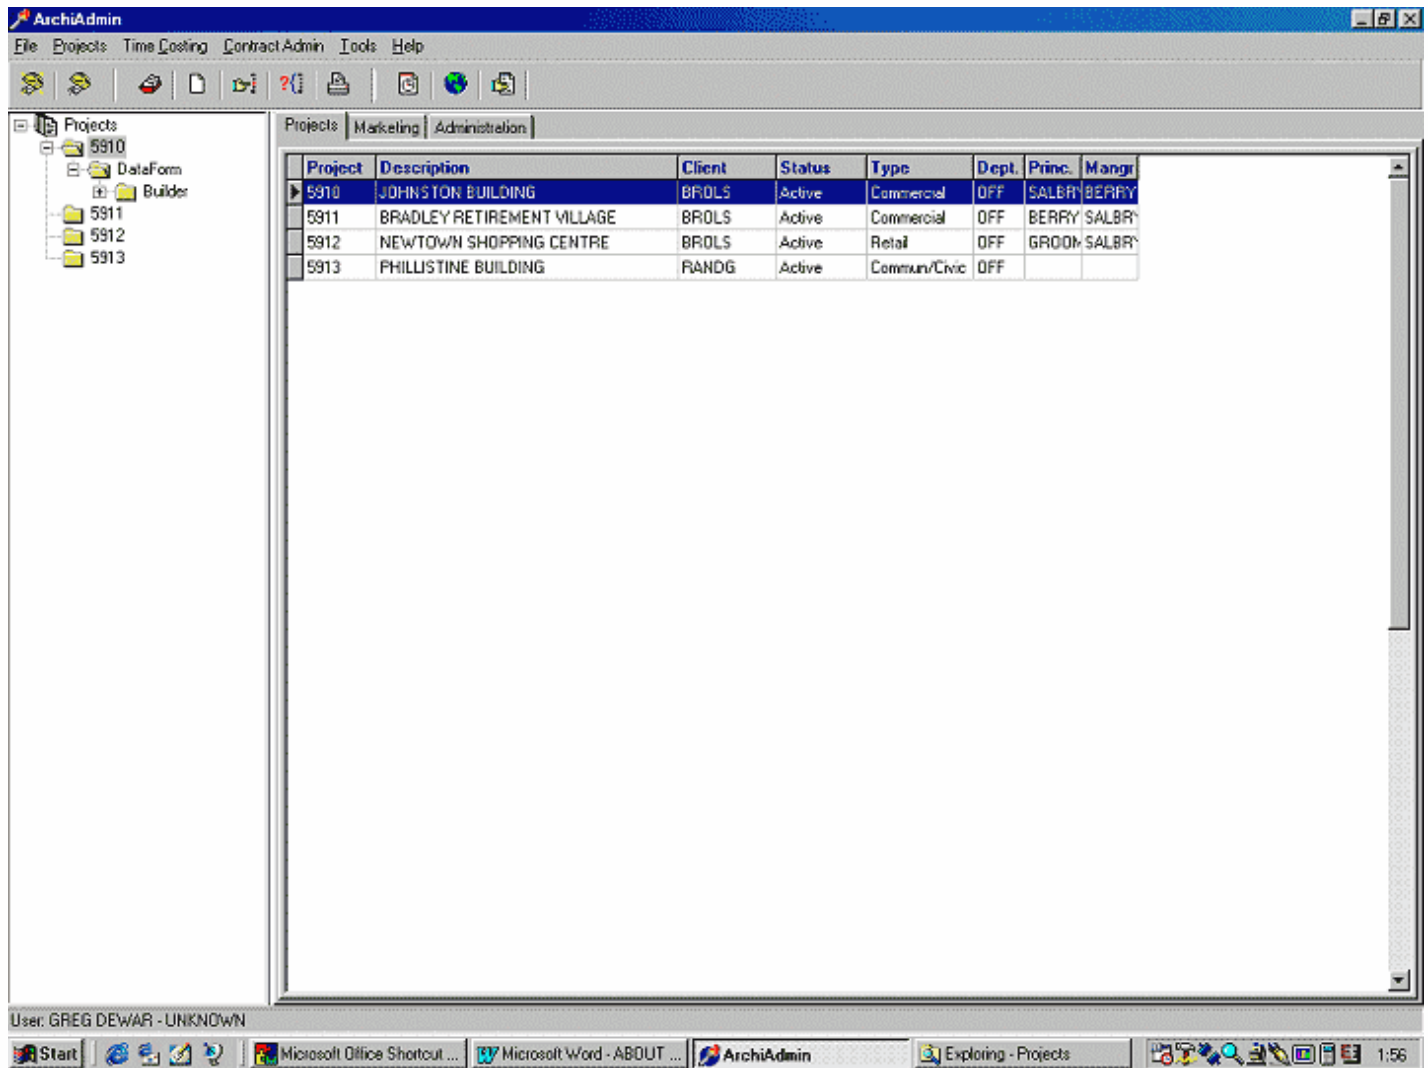 ArchiAdmin
File Projects Time Costing Contract Admin Tools Help
Projects
5910
DataForm
Builder
5911
5912
5913
Projects Marketing Administration
Project Description Client Status Type Dept. Princ. Mangr
5910 JOHNSTON BUILDING BROLS Active Commercial OFF SALBRY BERRY
5911 BRADLEY RETIREMENT VILLAGE BROLS Active Commercial OFF BERRY SALBRY
5912 NEWTOWN SHOPPING CENTRE BROLS Active Retail OFF GROOM SALBRY
5913 PHILLISTINE BUILDING RANDG Active Commun/Civic OFF
User: GREG DEWAR - UNKNOWN
Start Microsoft Office Shortcut ... Microsoft Word - ABOUT ... ArchiAdmin Exploring - Projects 1:56